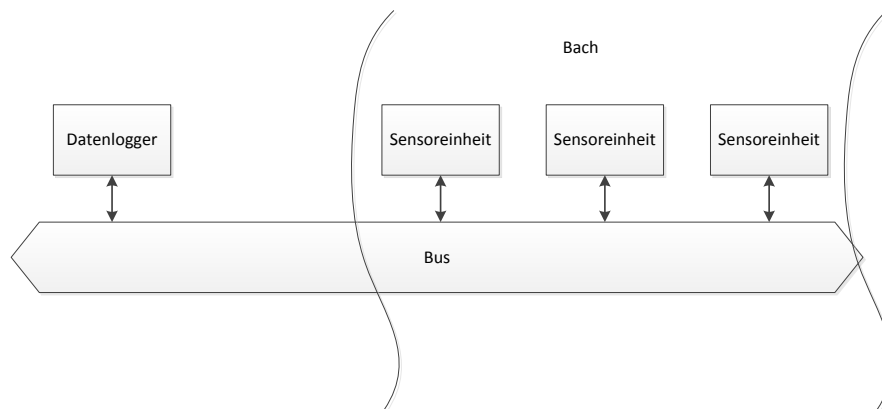 Bach
Datenlogger
Sensoreinheit
Sensoreinheit
Sensoreinheit
Bus